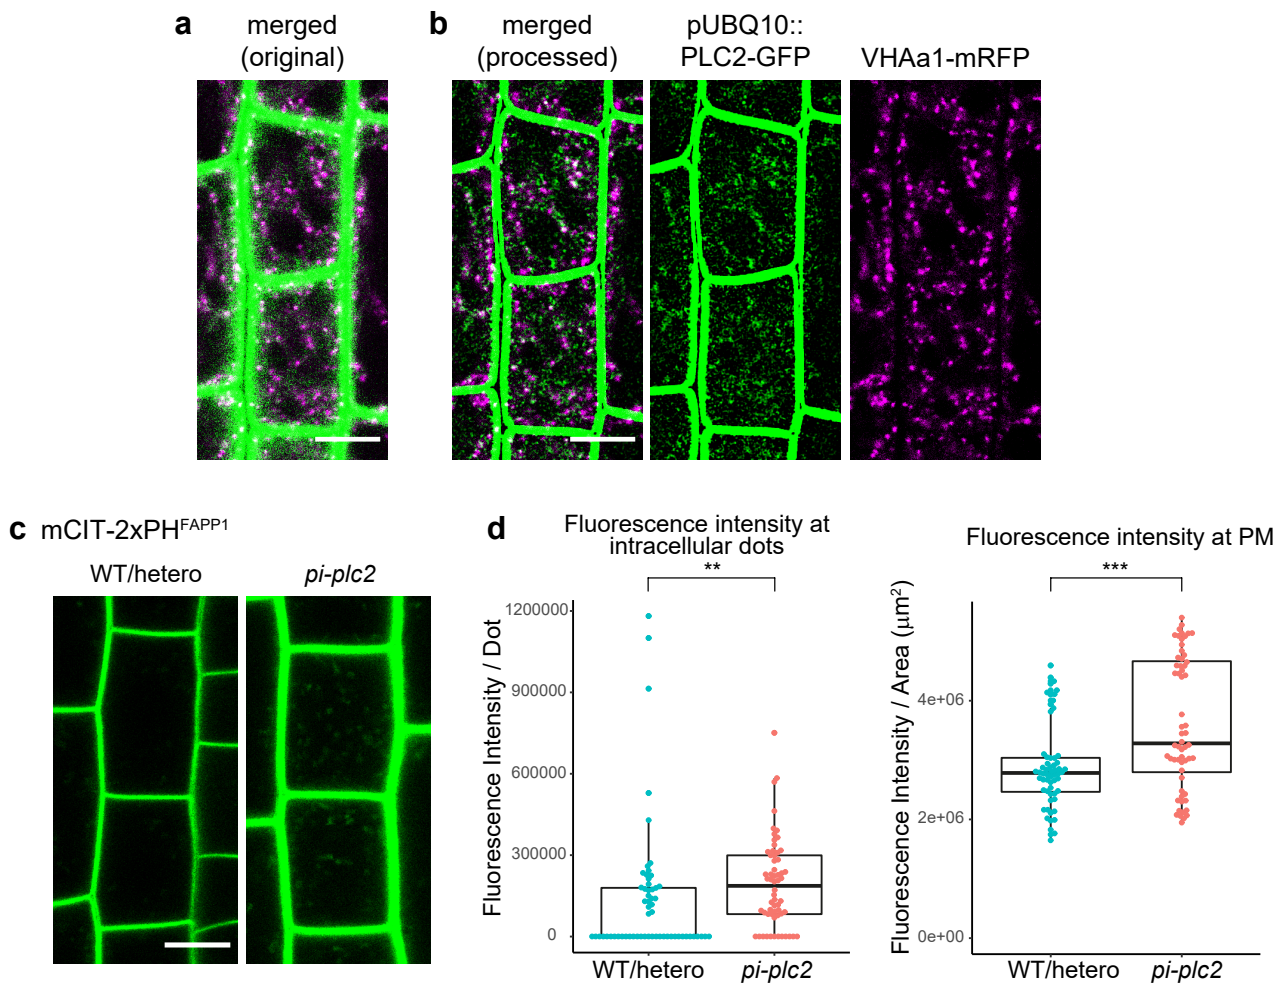 a
merged
(original)
b
merged
(processed)
pUBQ10::
PLC2-GFP
VHAa1-mRFP
c mCIT-2xPH^FAPP1
WT/hetero
pi-plc2
d
Fluorescence intensity at
intracellular dots
**
Fluorescence Intensity / Dot
1200000
900000
600000
300000
0
WT/hetero
pi-plc2
Fluorescence intensity at PM
***
Fluorescence Intensity / Area (μm²)
4e+06
2e+06
0e+00
WT/hetero
pi-plc2